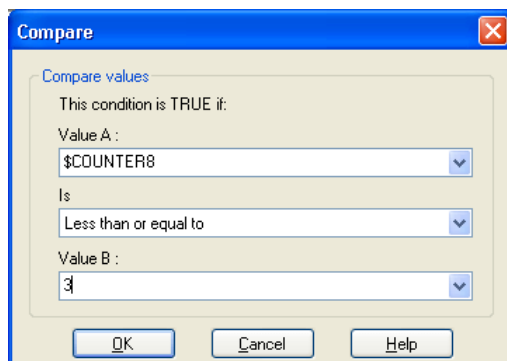 Compare
Compare values
This condition is TRUE if:
Value A :
$COUNTER8
Is
Less than or equal to
Value B :
3
OK
Cancel
Help